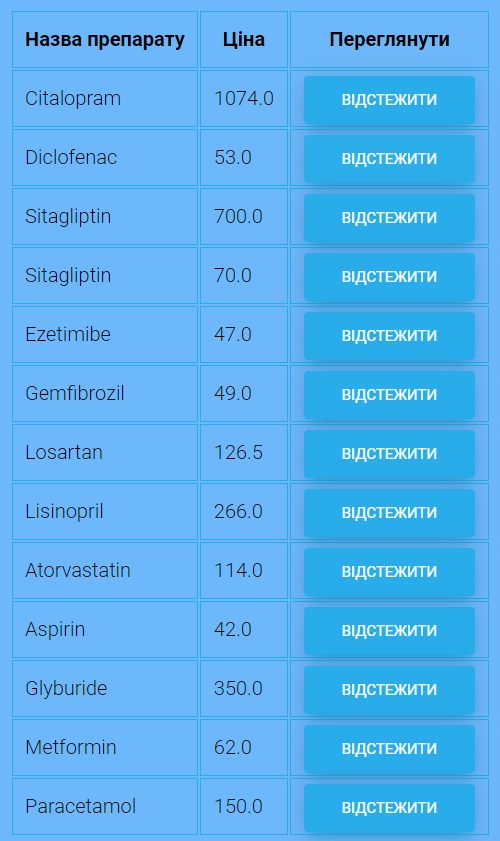 Назва препарату Ціна Переглянути
Citalopram 1074.0 ВІДСТЕЖИТИ
Diclofenac 53.0 ВІДСТЕЖИТИ
Sitagliptin 700.0 ВІДСТЕЖИТИ
Sitagliptin 70.0 ВІДСТЕЖИТИ
Ezetimibe 47.0 ВІДСТЕЖИТИ
Gemfibrozil 49.0 ВІДСТЕЖИТИ
Losartan 126.5 ВІДСТЕЖИТИ
Lisinopril 266.0 ВІДСТЕЖИТИ
Atorvastatin 114.0 ВІДСТЕЖИТИ
Aspirin 42.0 ВІДСТЕЖИТИ
Glyburide 350.0 ВІДСТЕЖИТИ
Metformin 62.0 ВІДСТЕЖИТИ
Paracetamol 150.0 ВІДСТЕЖИТИ